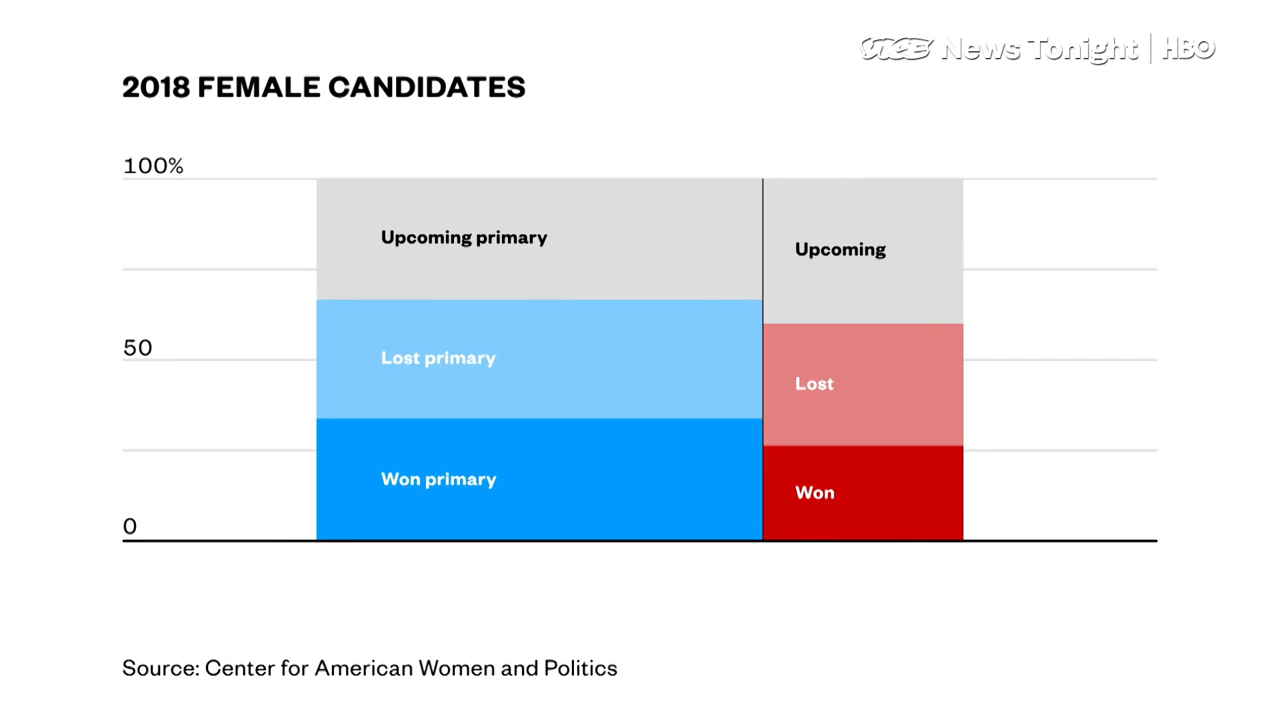 VICE News Tonight | HBO
2018 FEMALE CANDIDATES
100%
Upcoming primary
Upcoming
50
Lost primary
Lost
Won primary
Won
0
Source: Center for American Women and Politics